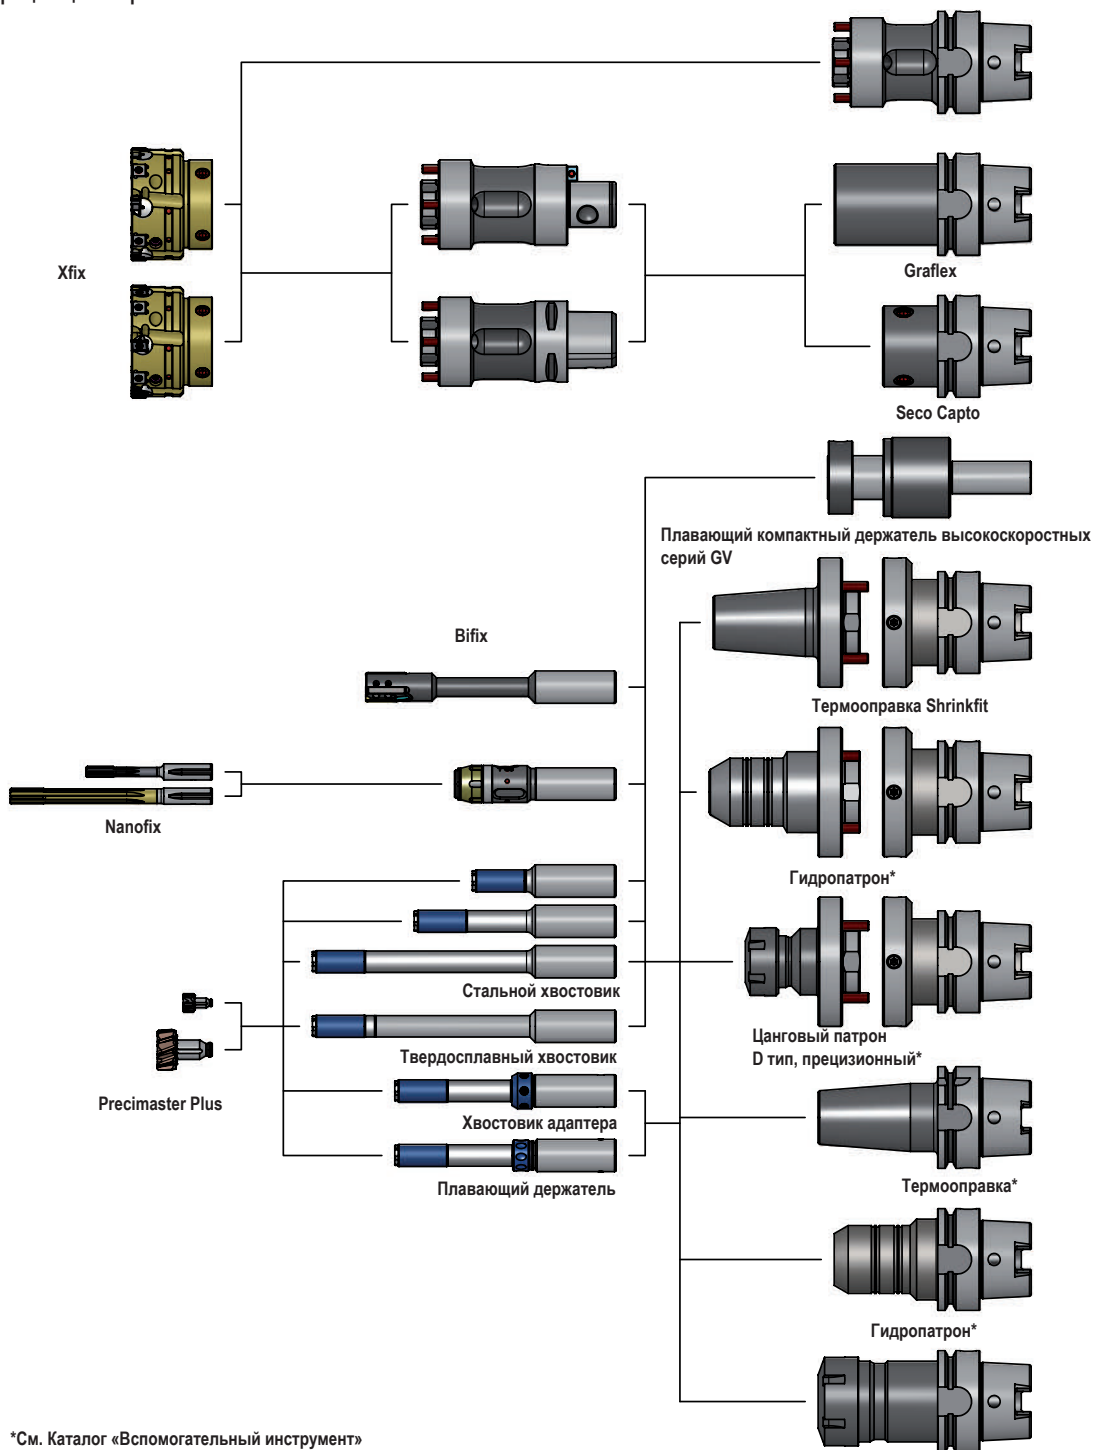 Xfix
Graflex
Seco Capto
Плавающий компактный держатель высокоскоростных
серий GV
Bifix
Термооправка Shrinkfit
Nanofix
Гидропатрон*
Стальной хвостовик
Цанговый патрон
D тип, прецизионный*
Твердосплавный хвостовик
Precimaster Plus
Хвостовик адаптера
Плавающий держатель
Термооправка*
Гидропатрон*
*См. Каталог «Вспомогательный инструмент»